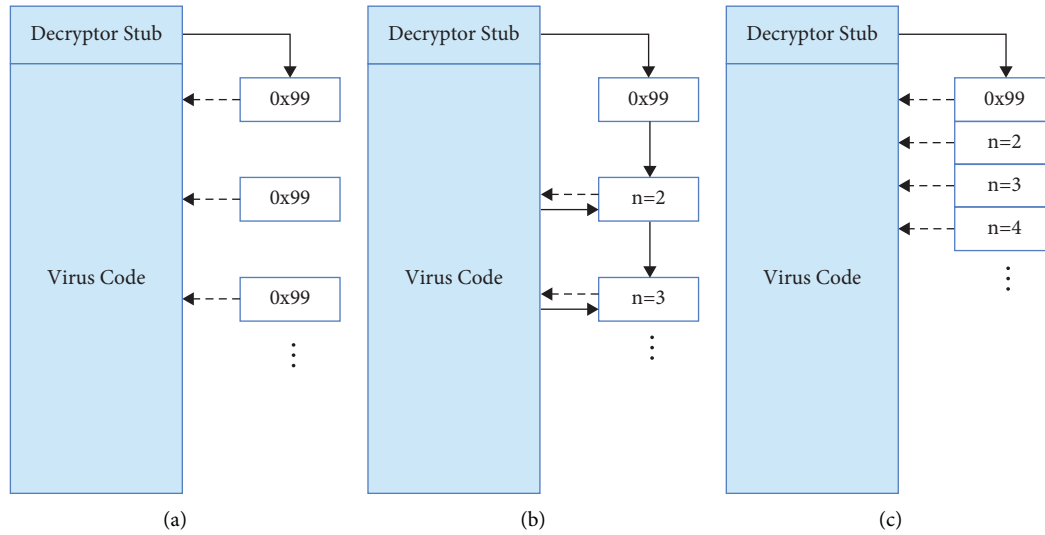 Decryptor Stub
0x99
0x99
Virus Code
0x99
⋮
(a)
Decryptor Stub
0x99
n=2
Virus Code
n=3
⋮
(b)
Decryptor Stub
0x99
n=2
n=3
n=4
Virus Code
⋮
(c)